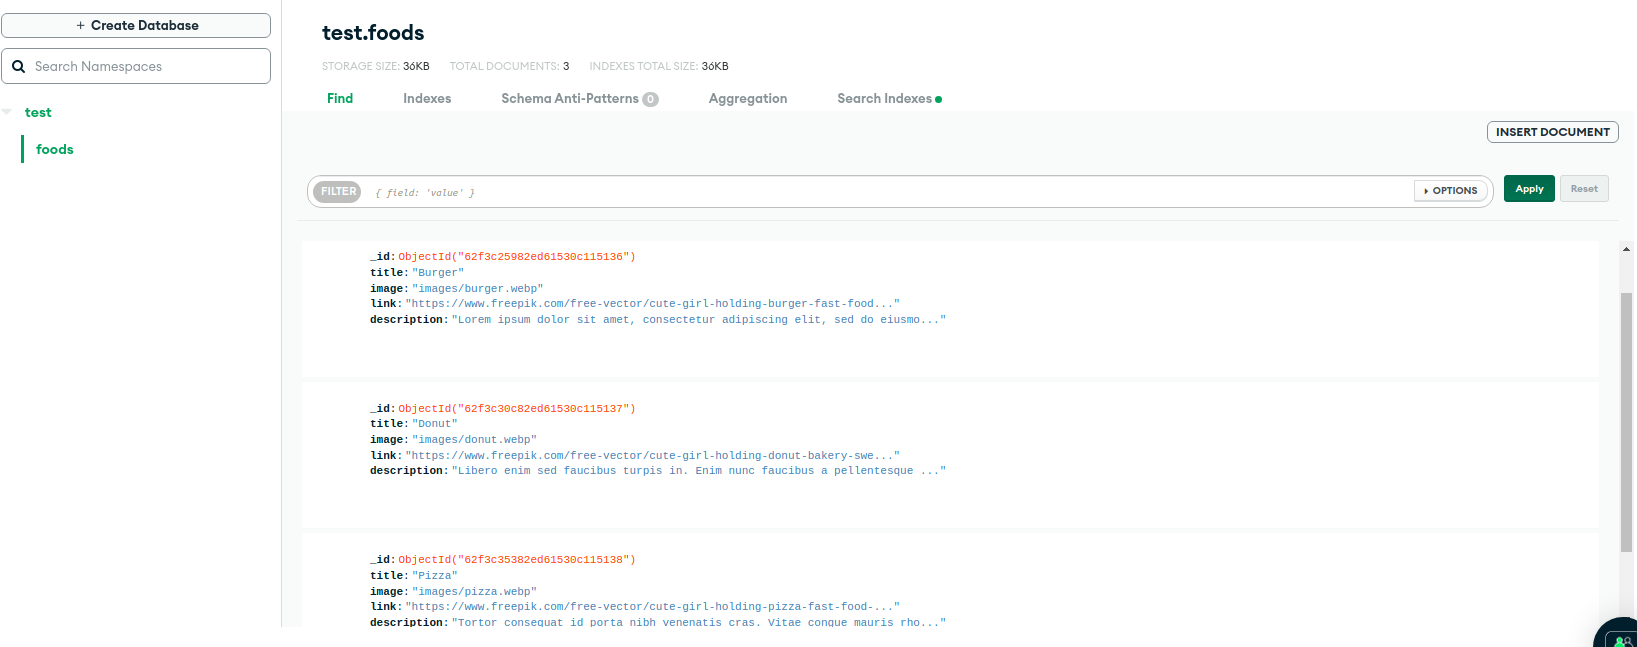 + Create Database
Search Namespaces
test
foods
test.foods
STORAGE SIZE: 36KB TOTAL DOCUMENTS: 3 INDEXES TOTAL SIZE: 36KB
Find Indexes Schema Anti-Patterns 0 Aggregation Search Indexes
INSERT DOCUMENT
FILTER { field: 'value' } OPTIONS Apply Reset
_id: ObjectId("62f3c25982ed61530c115136")
title: "Burger"
image: "images/burger.webp"
link: "https://www.freepik.com/free-vector/cute-girl-holding-burger-fast-food..."
description: "Lorem ipsum dolor sit amet, consectetur adipiscing elit, sed do eiusmo..."
_id: ObjectId("62f3c30c82ed61530c115137")
title: "Donut"
image: "images/donut.webp"
link: "https://www.freepik.com/free-vector/cute-girl-holding-donut-bakery-swe..."
description: "Libero enim sed faucibus turpis in. Enim nunc faucibus a pellentesque ..."
_id: ObjectId("62f3c35382ed61530c115138")
title: "Pizza"
image: "images/pizza.webp"
link: "https://www.freepik.com/free-vector/cute-girl-holding-pizza-fast-food-..."
description: "Tortor consequat id porta nibh venenatis cras. Vitae congue mauris rho..."